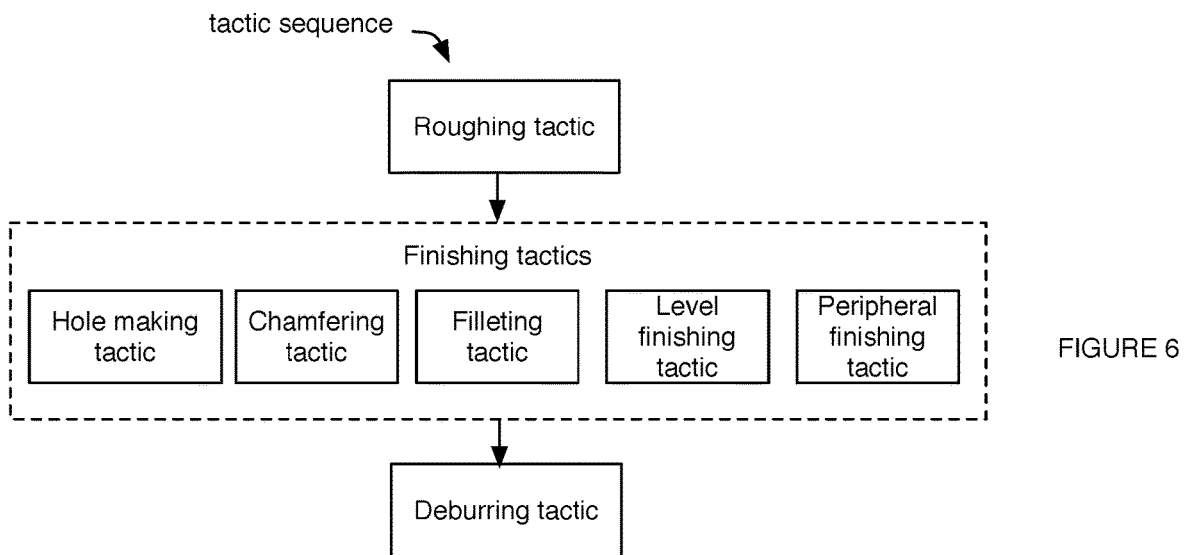 tactic sequence
Roughing tactic
Finishing tactics
Hole making
tactic
Chamfering
tactic
Filleting
tactic
Level
finishing
tactic
Peripheral
finishing
tactic
FIGURE 6
Deburring tactic